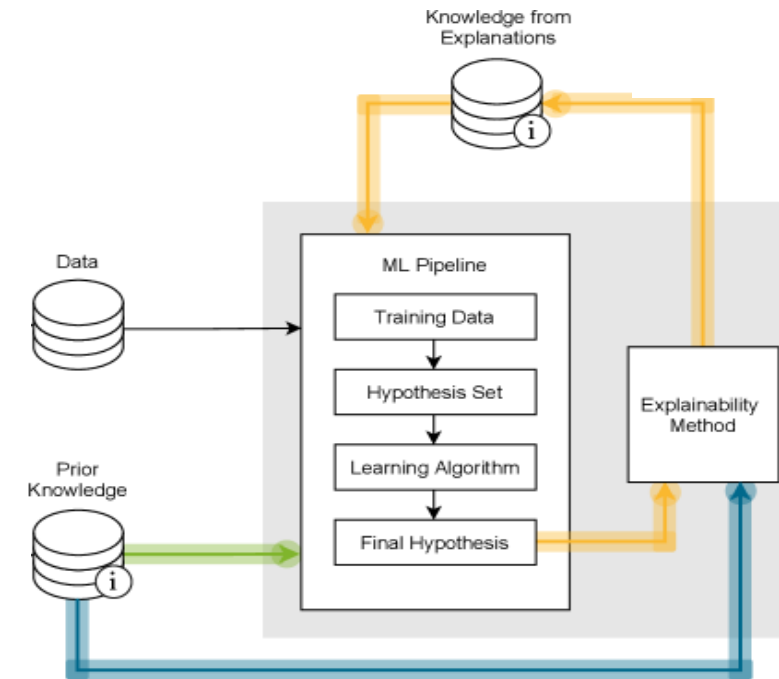 Knowledge from
Explanations
i
Data
ML Pipeline
Training Data
Hypothesis Set
Learning Algorithm
Final Hypothesis
Explainability
Method
Prior
Knowledge
i